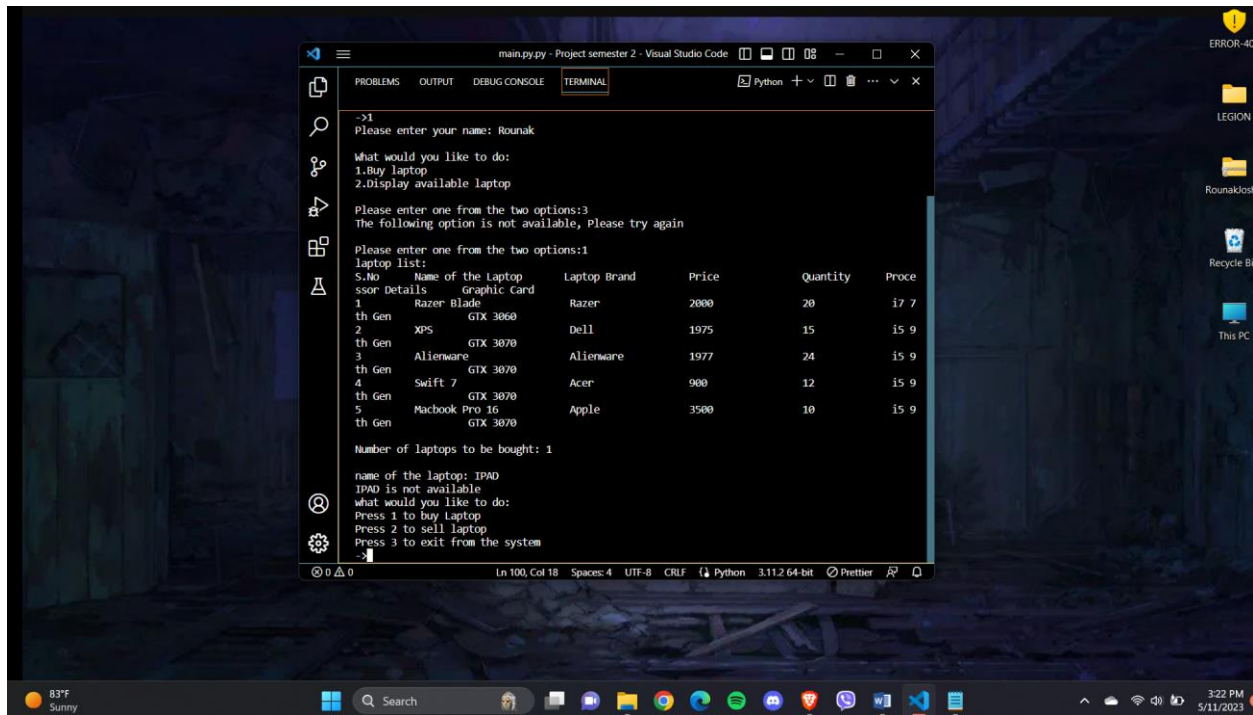 ERROR-40
main.py.py - Project semester 2 - Visual Studio Code
PROBLEMS OUTPUT DEBUG CONSOLE TERMINAL Python
LEGION
->1
Please enter your name: Rounak
What would you like to do:
1.Buy laptop
2.Display available laptop
Please enter one from the two options:3
The following option is not available, Please try again
Please enter one from the two options:1
laptop list:
S.No Name of the Laptop Laptop Brand Price Quantity Proce
ssor Details Graphic Card
1 Razer Blade Razer 2000 20 i7 7
th Gen GTX 3060
2 XPS Dell 1975 15 i5 9
th Gen GTX 3070
3 Alienware Alienware 1977 24 i5 9
th Gen GTX 3070
4 Swift 7 Acer 900 12 i5 9
th Gen GTX 3070
5 Macbook Pro 16 Apple 3500 10 i5 9
th Gen GTX 3070
Number of laptops to be bought: 1
name of the laptop: IPAD
IPAD is not available
what would you like to do:
Press 1 to buy Laptop
Press 2 to sell laptop
Press 3 to exit from the system
->
RounakJosh
Recycle Bi
This PC
0 0 Ln 100, Col 18 Spaces: 4 UTF-8 CRLF Python 3.11.2 64-bit Prettier
83°F
Sunny
Search
3:22 PM
5/11/2023